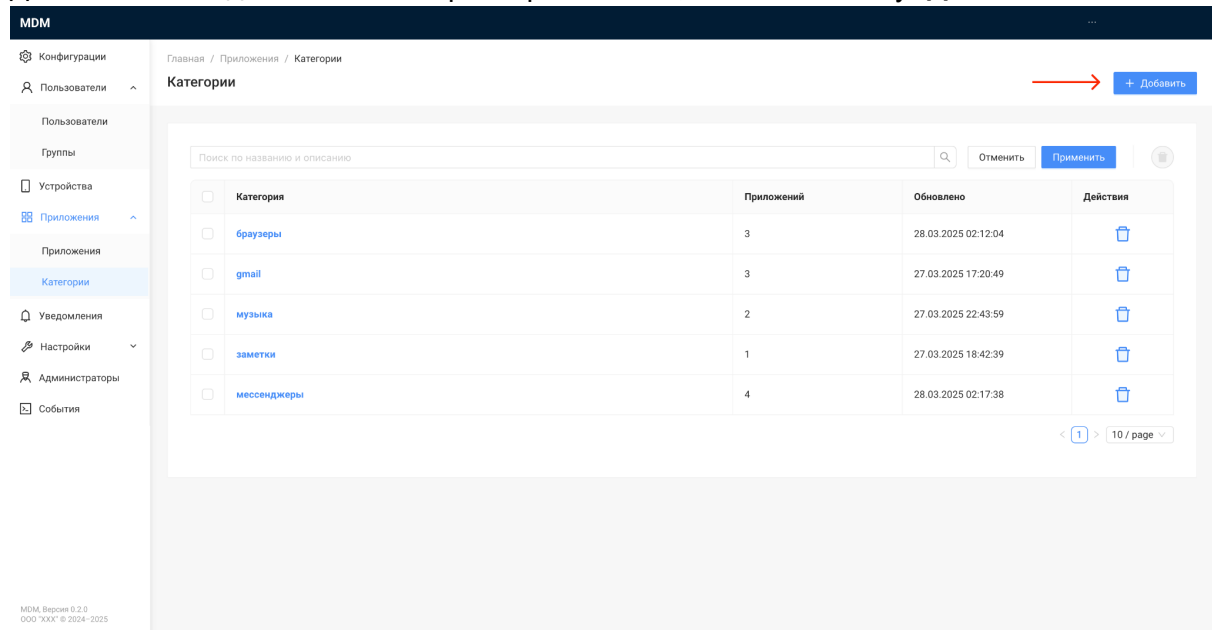 MDM
...
Конфигурации
Пользователи
Пользователи
Группы
Устройства
Приложения
Приложения
Категории
Уведомления
Настройки
Администраторы
События
MDM, Версия 0.2.0
ООО "XXX" © 2024-2025
Главная / Приложения / Категории
Категории
+ Добавить
Поиск по названию и описанию
Отменить
Применить
Категория Приложений Обновлено Действия
браузеры 3 28.03.2025 02:12:04
gmail 3 27.03.2025 17:20:49
музыка 2 27.03.2025 22:43:59
заметки 1 27.03.2025 18:42:39
мессенджеры 4 28.03.2025 02:17:38
< 1 > 10 / page